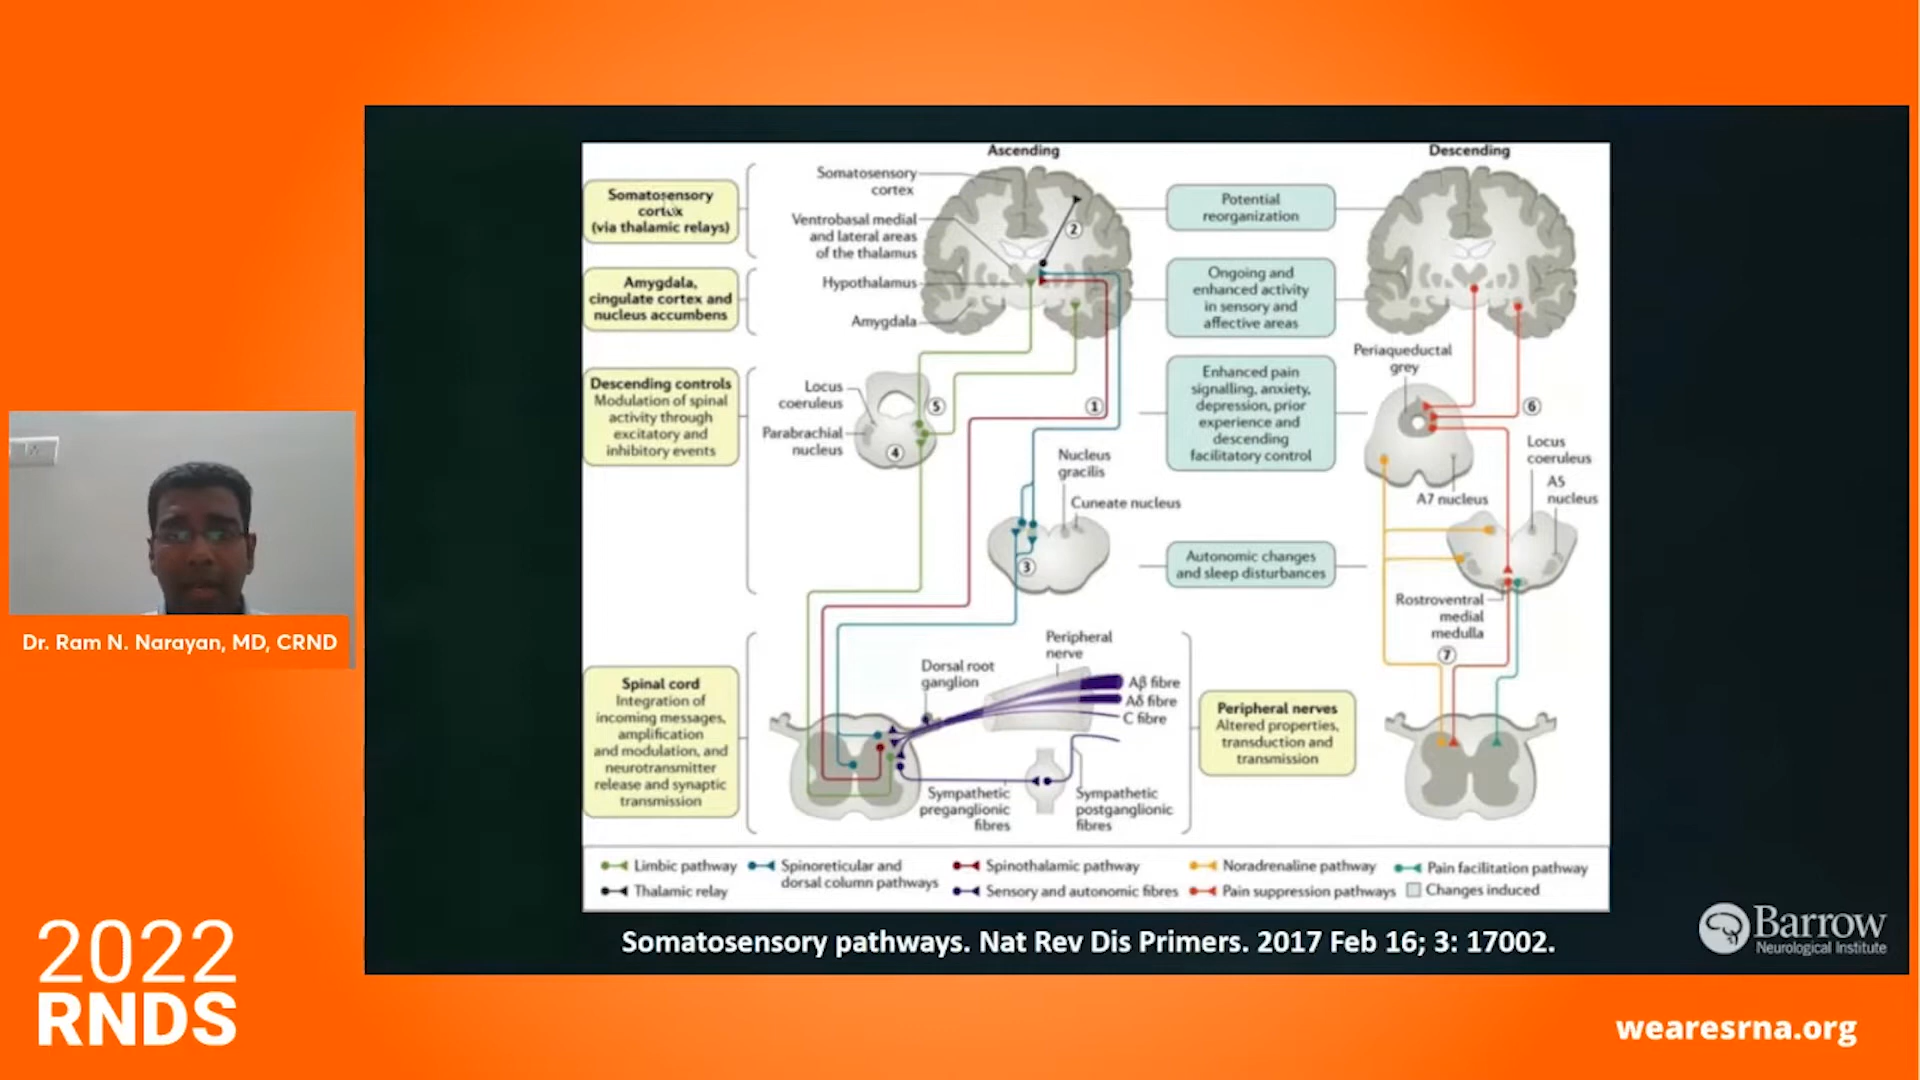 Ascending
Descending
Somatosensory
cortex
(via thalamic relays)
Amygdala,
cingulate cortex and
nucleus accumbens
Descending controls
Modulation of spinal
activity through
excitatory and
inhibitory events
Spinal cord
Integration of
incoming messages,
amplification
and modulation, and
neurotransmitter
release and synaptic
transmission
Somatosensory
cortex
Ventrobasal medial
and lateral areas
of the thalamus
Hypothalamus
Amygdala
2
Locus
coeruleus
Parabrachial
nucleus
5
4
1
Nucleus
gracilis
Cuneate nucleus
3
Peripheral
nerve
Dorsal root
ganglion
Aβ fibre
Aδ fibre
C fibre
Sympathetic
preganglionic
fibres
Sympathetic
postganglionic
fibres
Potential
reorganization
Ongoing and
enhanced activity
in sensory and
affective areas
Enhanced pain
signalling, anxiety,
depression, prior
experience and
descending
facilitatory control
Autonomic changes
and sleep disturbances
Peripheral nerves
Altered properties,
transduction and
transmission
Periaqueductal
grey
6
Locus
coeruleus
A5
nucleus
A7 nucleus
Rostroventral
medial
medulla
7
Limbic pathway
Spinoreticular and
dorsal column pathways
Spinothalamic pathway
Noradrenaline pathway
Pain facilitation pathway
Thalamic relay
Sensory and autonomic fibres
Pain suppression pathways
Changes induced
Somatosensory pathways. Nat Rev Dis Primers. 2017 Feb 16; 3: 17002.
Barrow
Neurological Institute
Dr. Ram N. Narayan, MD, CRND
2022
RNDS
wearesrna.org